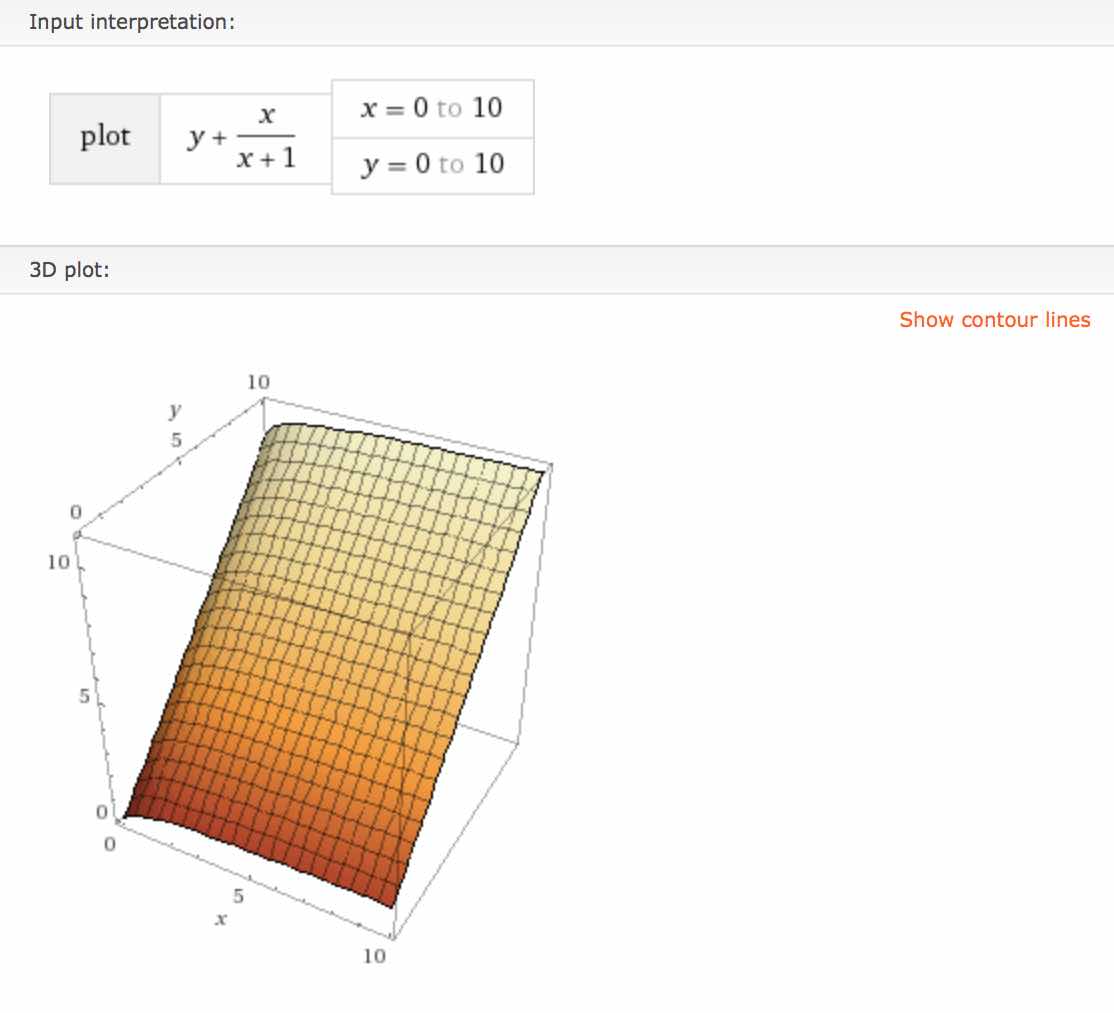 Input interpretation:
plot
y + x / x + 1
x = 0 to 10
y = 0 to 10
3D plot:
Show contour lines
10
y
5
0
10
5
0
0
5
x
10